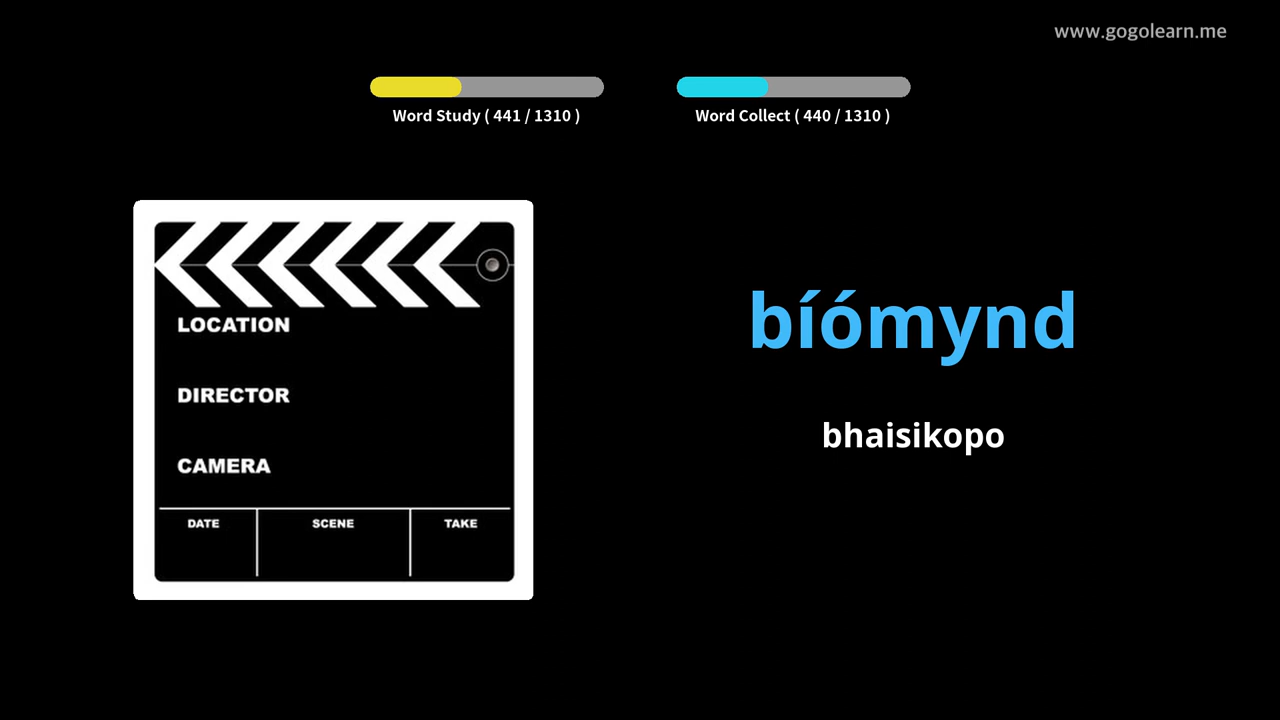 www.gogolearn.me
Word Study ( 441 / 1310 )
Word Collect ( 440 / 1310 )
LOCATION
DIRECTOR
CAMERA
DATE
SCENE
TAKE
bíómynd
bhaisikopo